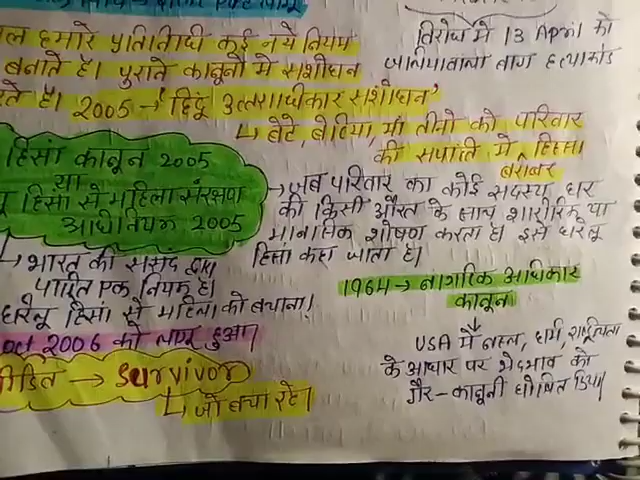 विरोध में 13 April को
जलियावाला बाग हत्याकांड
हमारे प्रतिनिधी कई नये नियम
बनाते है। पुराने कानूनों में संशोधन
है। 2005 → 'हिंदू उत्तराधिकार संशोधन'
↳ बेटे, बेटिया, माँ तीनो को परिवार
की सपत्ति में हिस्सा
बराबर
हिंसा कानून 2005
या
हिंसा से महिला संरक्षण
अधिनियम 2005
→ जब परिवार का कोई सदस्य घर
की किसी औरत के साथ शारीरिक या
मानसिक शोषण करता है। इसे घरेलू
हिंसा कहा जाता है।
↳ भारत की संसद द्वारा
पारित एक नियम है।
घरेलू हिंसा से महिला को बचाना।
oct 2006 को लागू हुआ।
→ Survivor
↳ जो बचा रहे।
1964 → नागरिक अधिकार
कानून
USA में नस्ल, धर्म, राष्ट्रीयता
के आधार पर भेदभाव को
गैर-कानूनी घोषित किया।